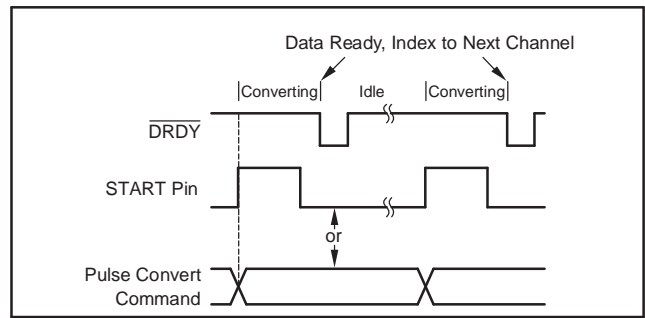 Data Ready, Index to Next Channel
Converting Idle Converting
DRDY
START Pin
or
Pulse Convert
Command